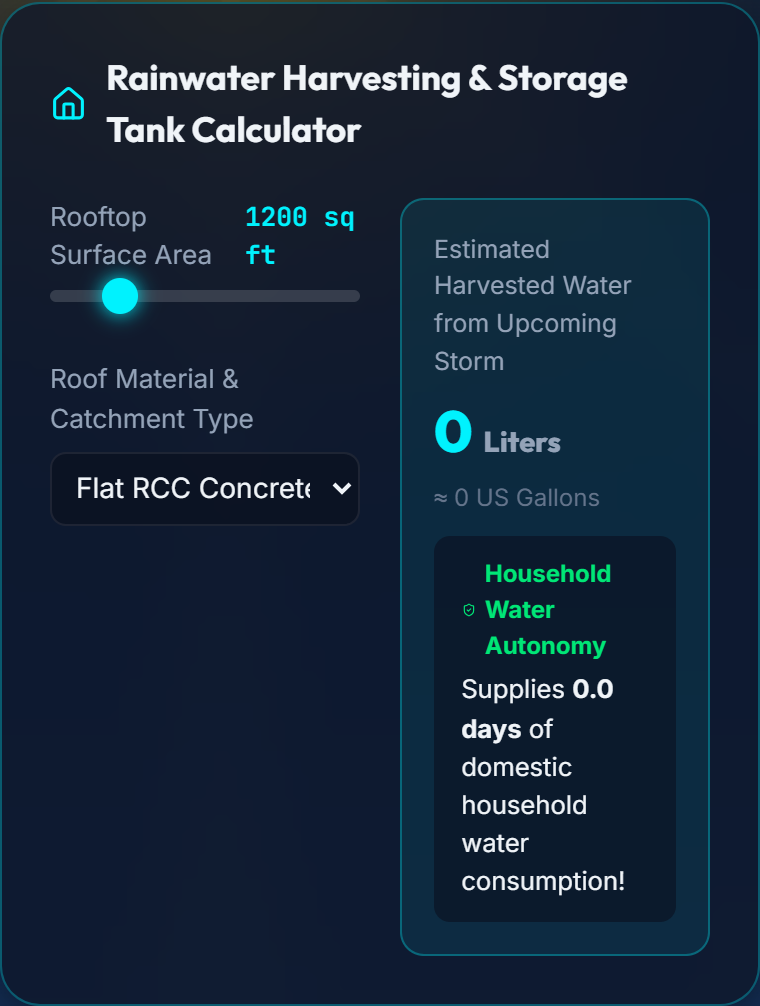 Rainwater Harvesting & Storage
Tank Calculator
Rooftop
Surface Area
1200 sq
ft
Roof Material &
Catchment Type
Flat RCC Concrete
Estimated
Harvested Water
from Upcoming
Storm
0 Liters
≈ 0 US Gallons
Household
Water
Autonomy
Supplies 0.0
days of
domestic
household
water
consumption!